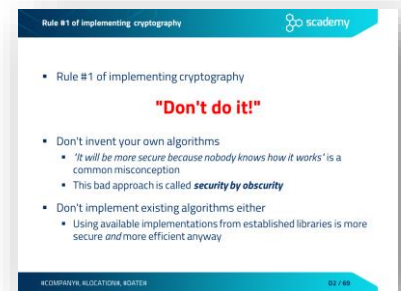 Rule #1 of implementing cryptography
scademy
Rule #1 of implementing cryptography
"Don't do it!"
Don't invent your own algorithms
"It will be more secure because nobody knows how it works" is a
common misconception
This bad approach is called security by obscurity
Don't implement existing algorithms either
Using available implementations from established libraries is more
secure and more efficient anyway
#COMPANY#, #LOCATION#, #DATE#
02 / 69